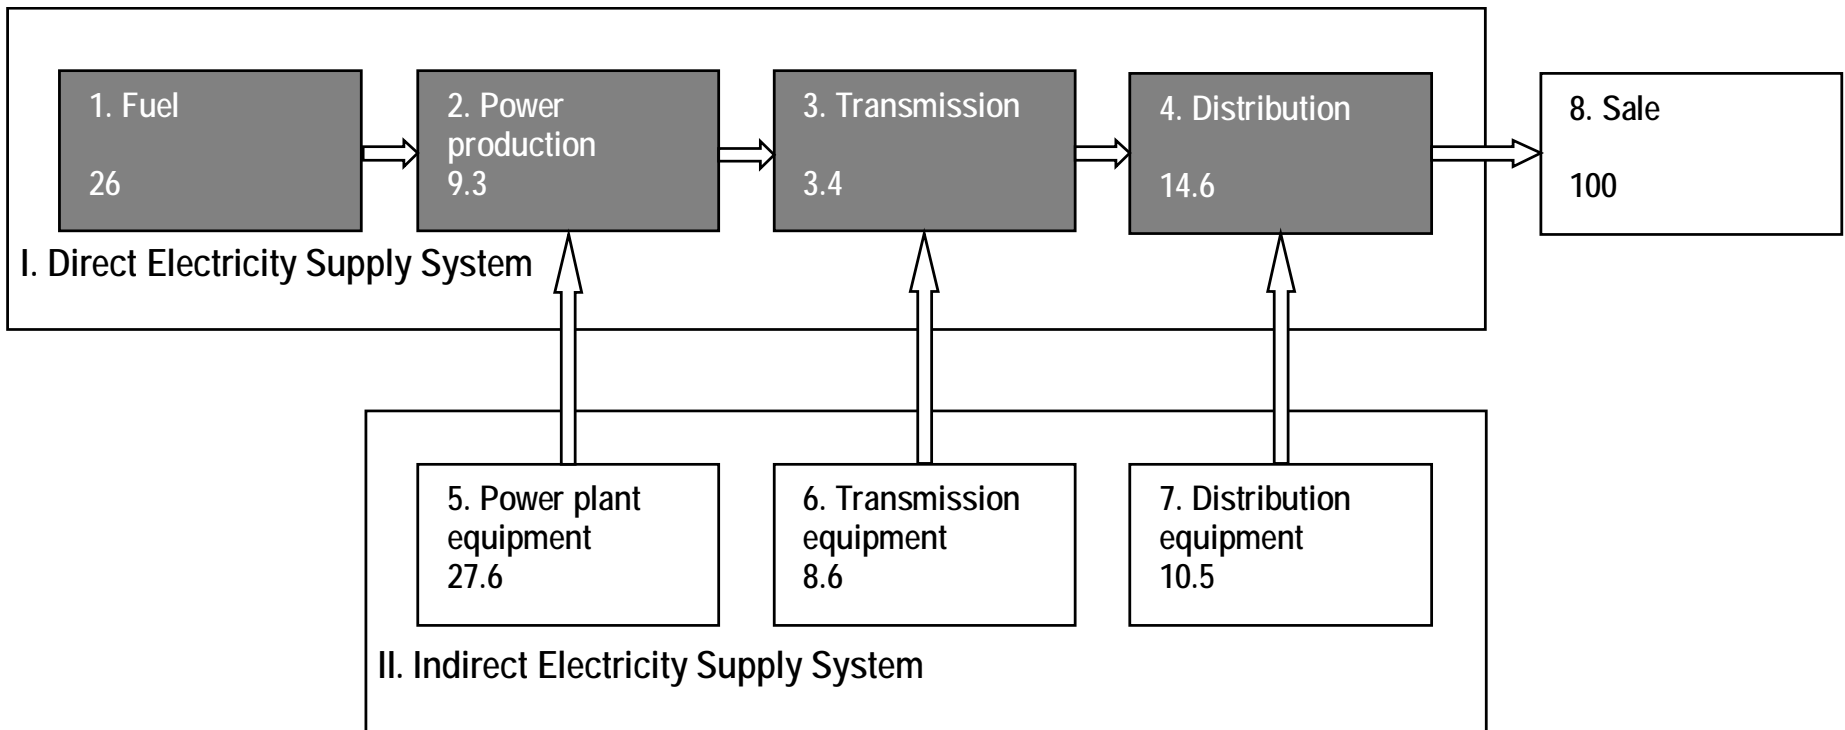 1. Fuel
26
2. Power
production
9.3
3. Transmission
3.4
4. Distribution
14.6
8. Sale
100
I. Direct Electricity Supply System
5. Power plant
equipment
27.6
6. Transmission
equipment
8.6
7. Distribution
equipment
10.5
II. Indirect Electricity Supply System